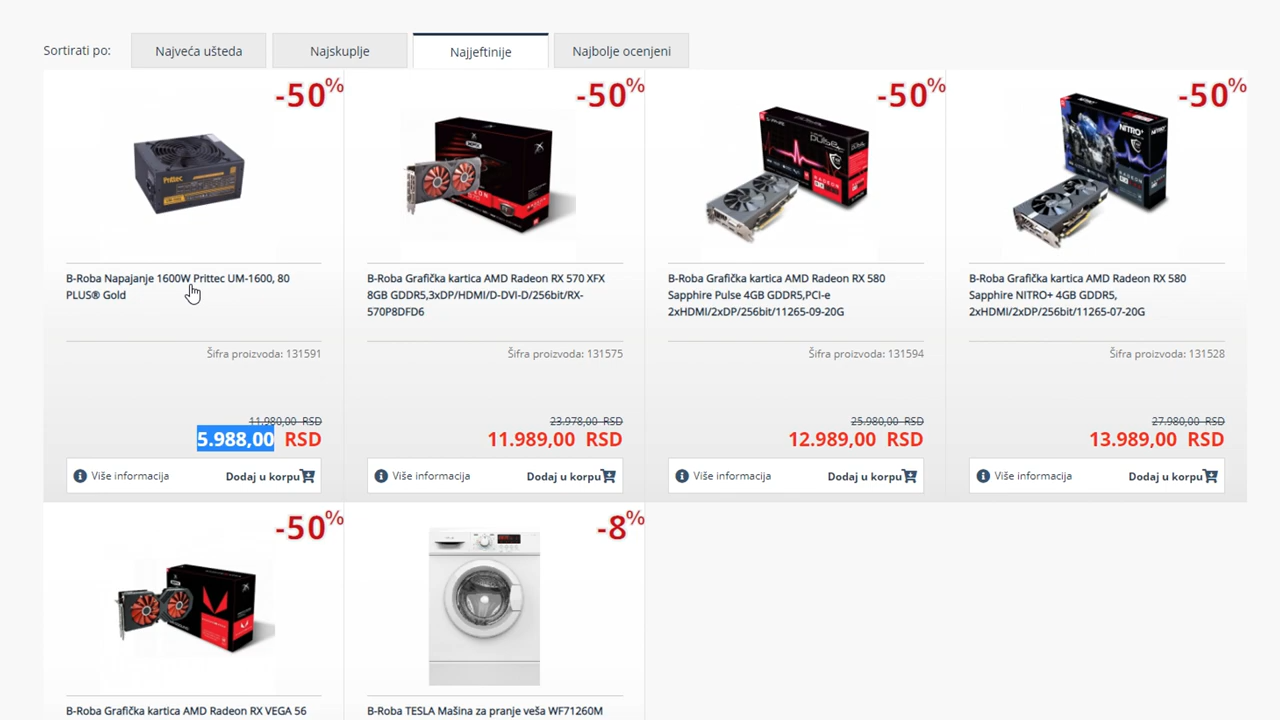 Sortirati po:
Najveća ušteda
Najskuplje
Najjeftinije
Najbolje ocenjeni
-50%
-50%
-50%
-50%
Prittec
PULSE
RADEON
NITRO+
B-Roba Napajanje 1600W Prittec UM-1600, 80
PLUS® Gold
B-Roba Grafička kartica AMD Radeon RX 570 XFX
8GB GDDR5,3xDP/HDMI/D-DVI-D/256bit/RX-
570P8DFD6
B-Roba Grafička kartica AMD Radeon RX 580
Sapphire Pulse 4GB GDDR5,PCI-e
2xHDMI/2xDP/256bit/11265-09-20G
B-Roba Grafička kartica AMD Radeon RX 580
Sapphire NITRO+ 4GB GDDR5,
2xHDMI/2xDP/256bit/11265-07-20G
Šifra proizvoda: 131591
Šifra proizvoda: 131575
Šifra proizvoda: 131594
Šifra proizvoda: 131528
11.980,00 RSD
23.978,00 RSD
25.980,00 RSD
27.980,00 RSD
5.988,00 RSD
11.989,00 RSD
12.989,00 RSD
13.989,00 RSD
Više informacija
Dodaj u korpu
Više informacija
Dodaj u korpu
Više informacija
Dodaj u korpu
Više informacija
Dodaj u korpu
-50%
-8%
B-Roba Grafička kartica AMD Radeon RX VEGA 56
B-Roba TESLA Mašina za pranje veša WF71260M